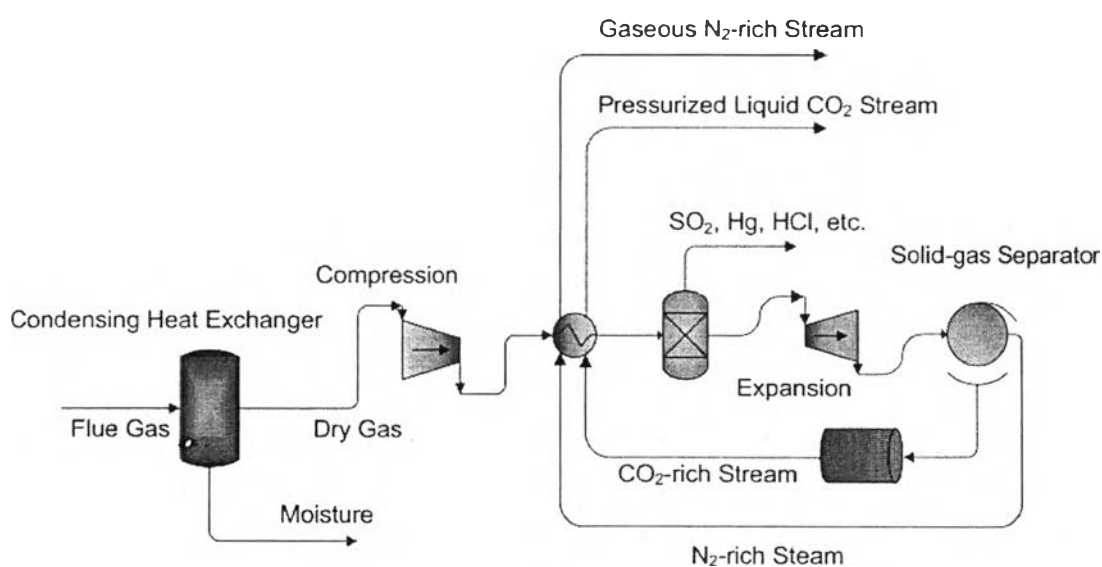 Gaseous N₂-rich Stream
Pressurized Liquid CO₂ Stream
SO₂, Hg, HCl, etc.
Solid-gas Separator
Compression
Condensing Heat Exchanger
Expansion
Flue Gas
Dry Gas
CO₂-rich Stream
Moisture
N₂-rich Steam